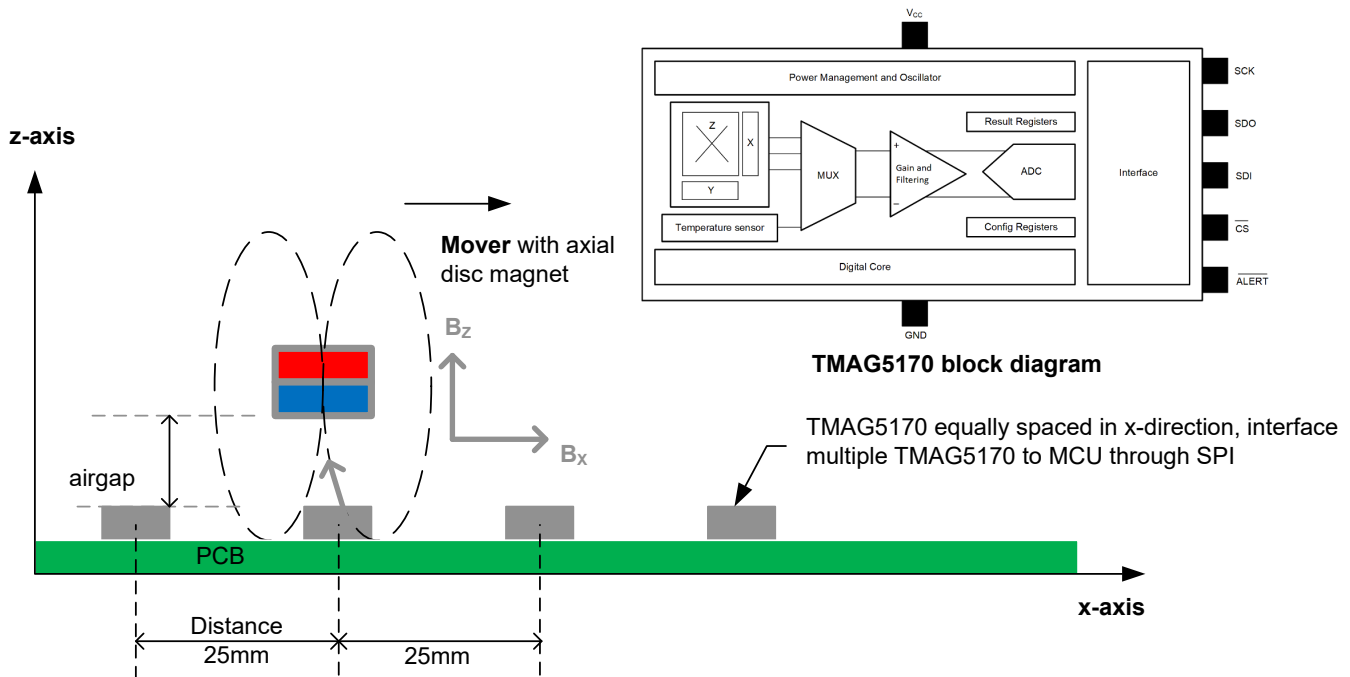 z-axis
airgap
PCB
Distance
25mm
25mm
x-axis
Mover with axial
disc magnet
BZ
BX
VCC
Power Management and Oscillator
Z
X
Y
Temperature sensor
MUX
+
Gain and
Filtering
−
Result Registers
ADC
Config Registers
Digital Core
Interface
SCK
SDO
SDI
CS
ALERT
GND
TMAG5170 block diagram
TMAG5170 equally spaced in x-direction, interface
multiple TMAG5170 to MCU through SPI